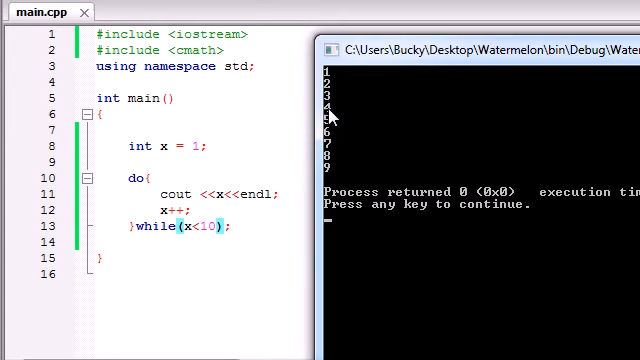 main.cpp
1 #include <iostream>
2 #include <cmath>
3 using namespace std;
4
5 int main()
6 {
7
8 int x = 1;
9
10 do{
11 cout <<x<<endl;
12 x++;
13 }while(x<10);
14
15 }
16
C:\Users\Bucky\Desktop\Watermelon\bin\Debug\Water
1
2
3
4
5
6
7
8
9
Process returned 0 (0x0) execution tim
Press any key to continue.